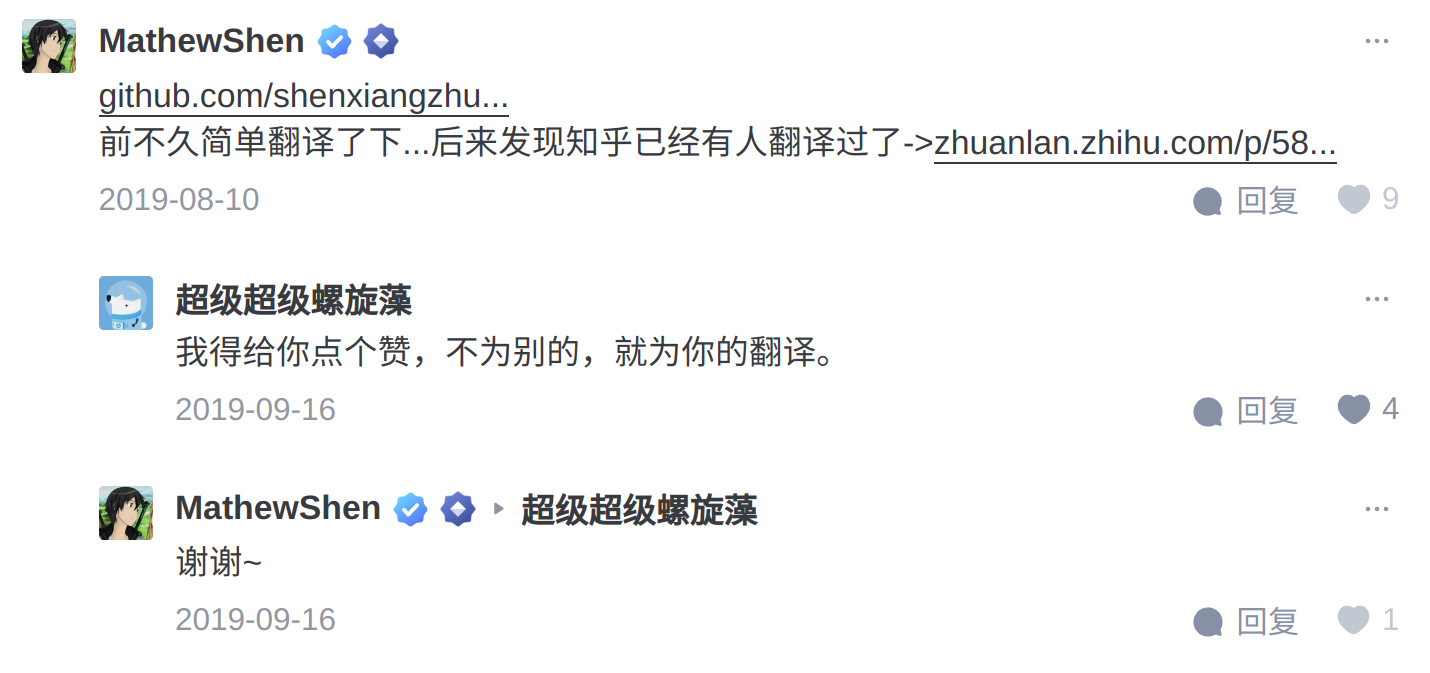 MathewShen
github.com/shenxiangzhu...
前不久简单翻译了下...后来发现知乎已经有人翻译过了->zhuanlan.zhihu.com/p/58...
2019-08-10 回复 9
超级超级螺旋藻
我得给你点个赞，不为别的，就为你的翻译。
2019-09-16 回复 4
MathewShen 超级超级螺旋藻
谢谢~
2019-09-16 回复 1